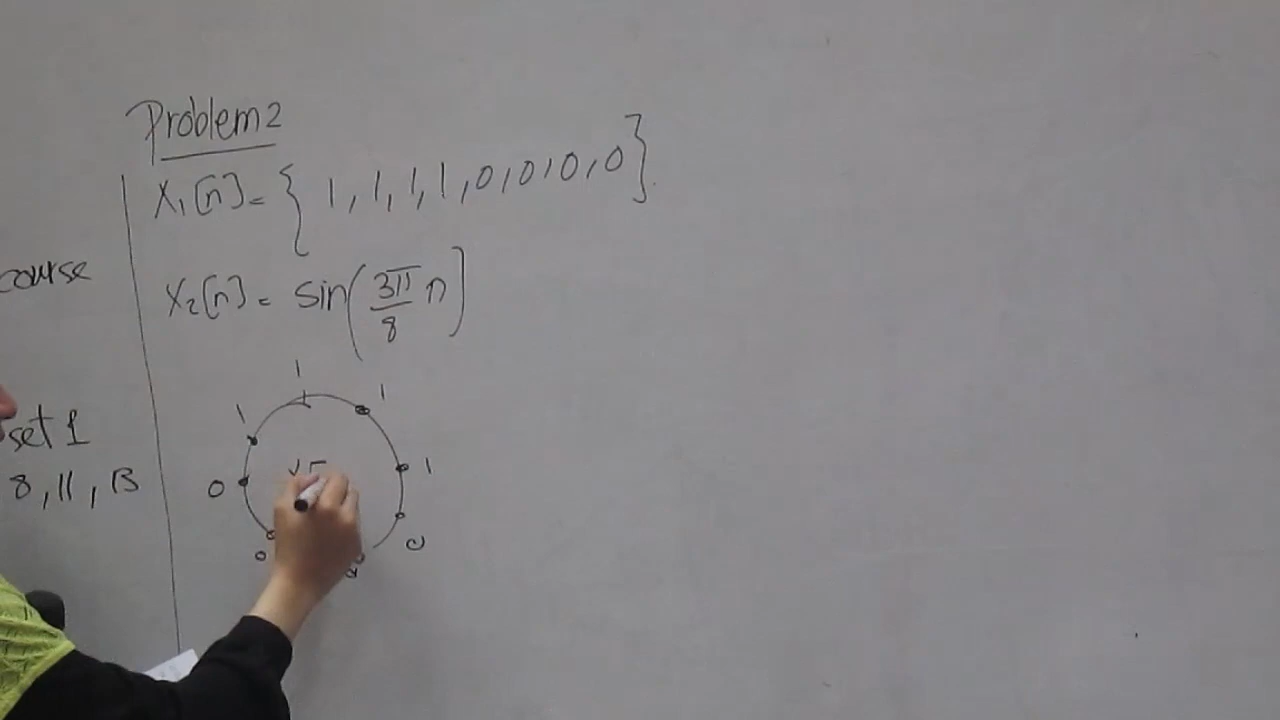 Problem 2
x₁[n] = { 1, 1, 1, 1, 0, 0, 0, 0 }
x₂[n] = sin(3π/8 n]
course
set 1
8, 11, 13
1
1 1
0 1
0 0